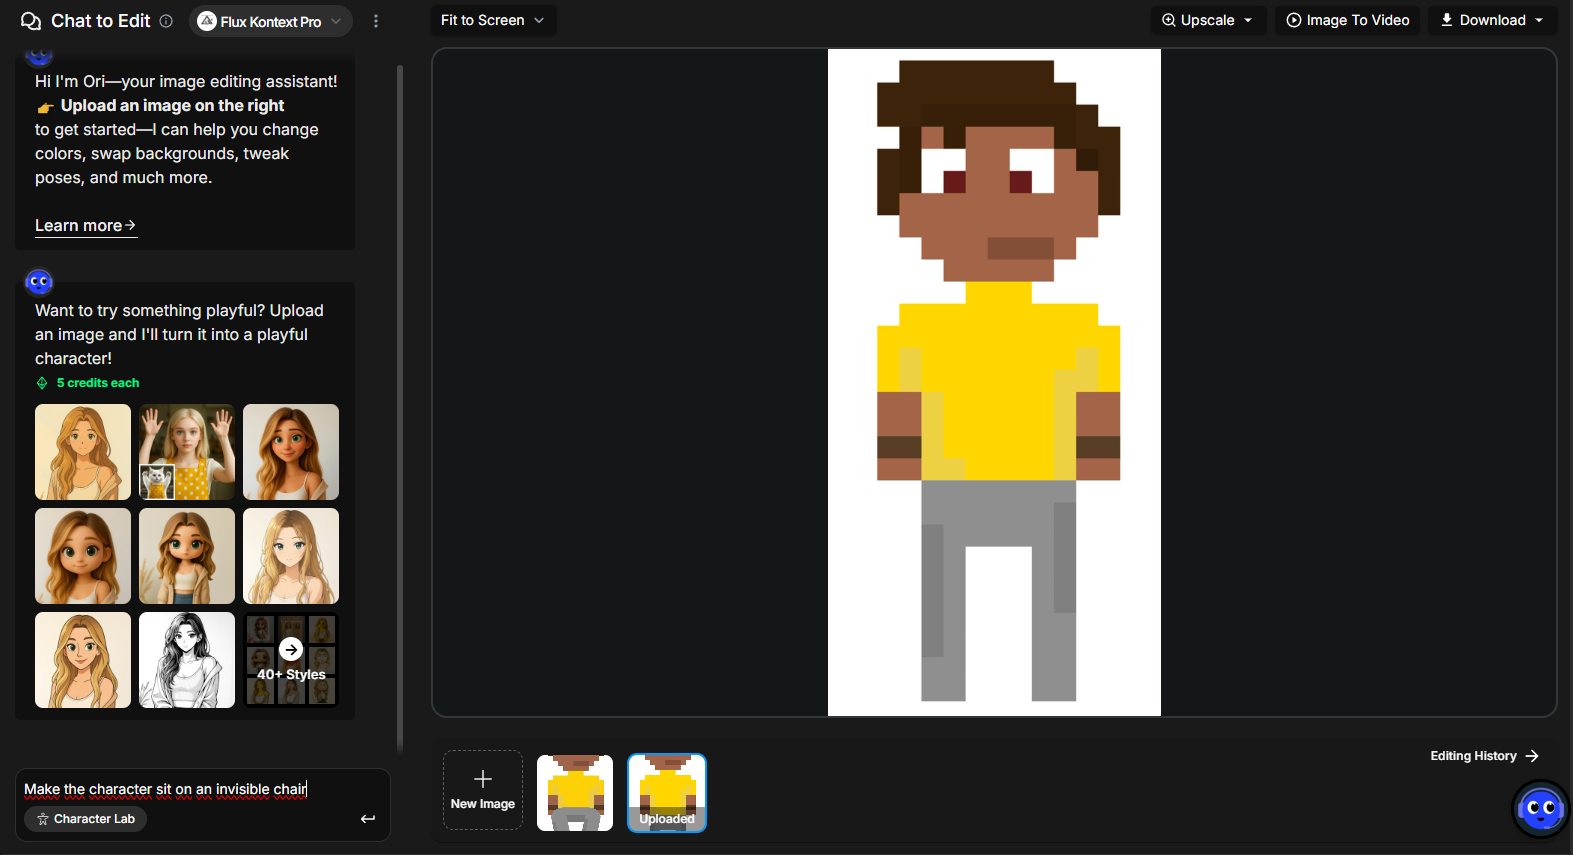 Chat to Edit
Flux Kontext Pro
Fit to Screen
Upscale
Image To Video
Download
Hi I'm Ori—your image editing assistant!
👉 Upload an image on the right
to get started—I can help you change
colors, swap backgrounds, tweak
poses, and much more.
Learn more→
Want to try something playful? Upload
an image and I'll turn it into a playful
character!
5 credits each
40+ Styles
Make the character sit on an invisible chair
Character Lab
New Image
Uploaded
Editing History →